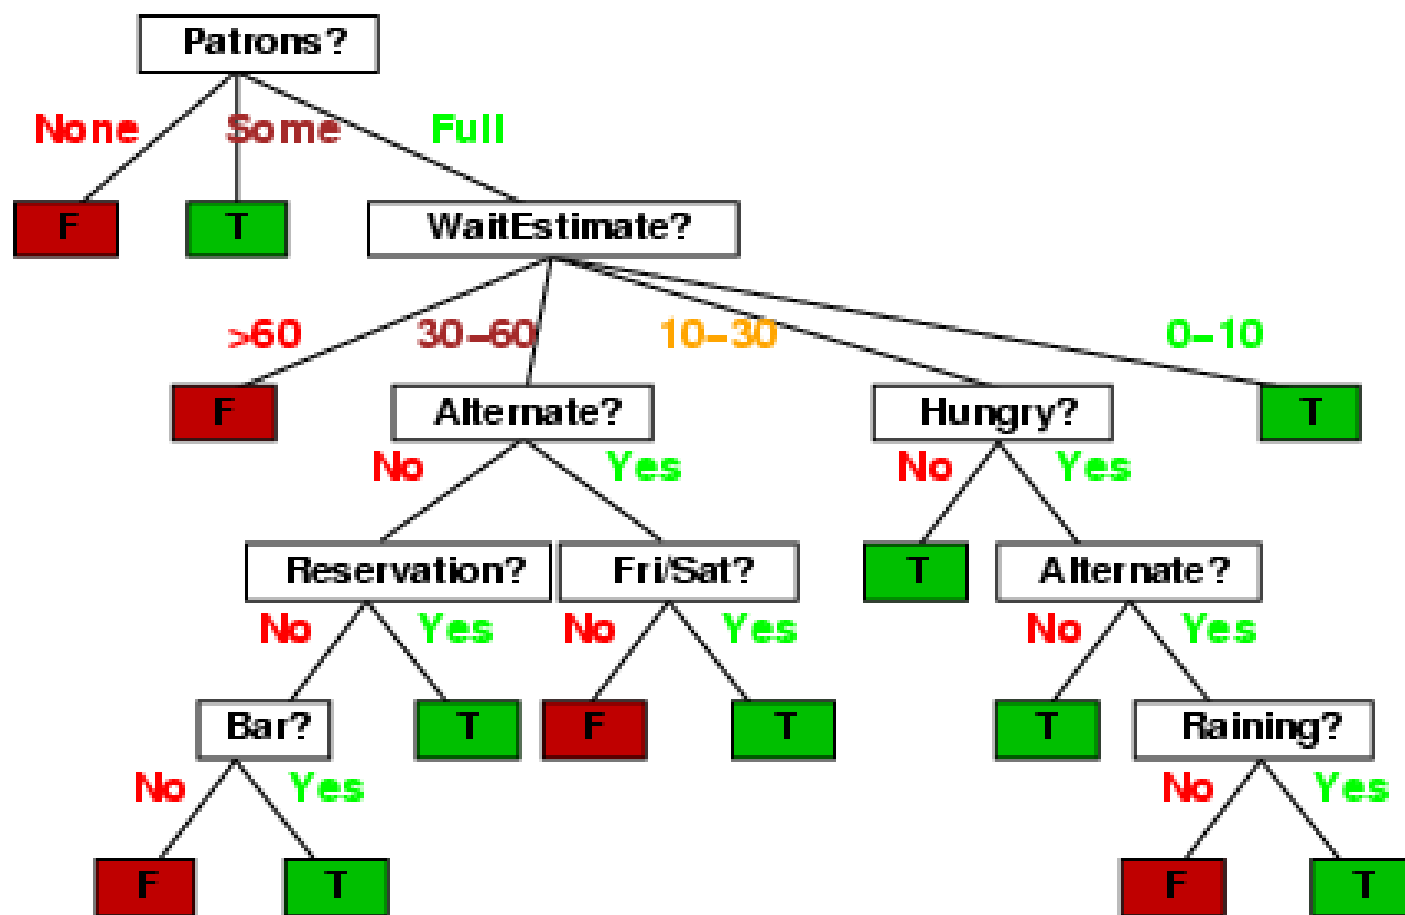 Patrons?
None Some Full
F T WaitEstimate?
>60 30–60 10–30 0–10
F Alternate? Hungry? T
No Yes No Yes
Reservation? Fri/Sat? T Alternate?
No Yes No Yes No Yes
Bar? T F T T Raining?
No Yes No Yes
F T F T